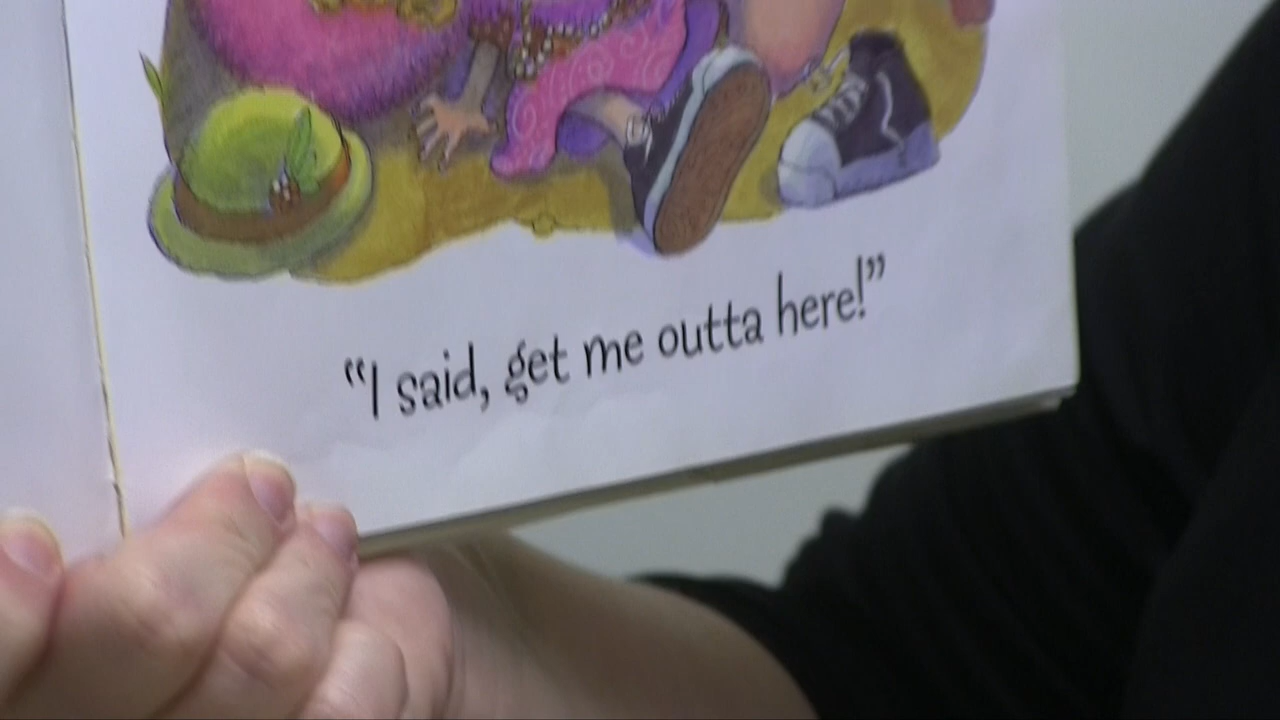 “I said, get me outta here!”